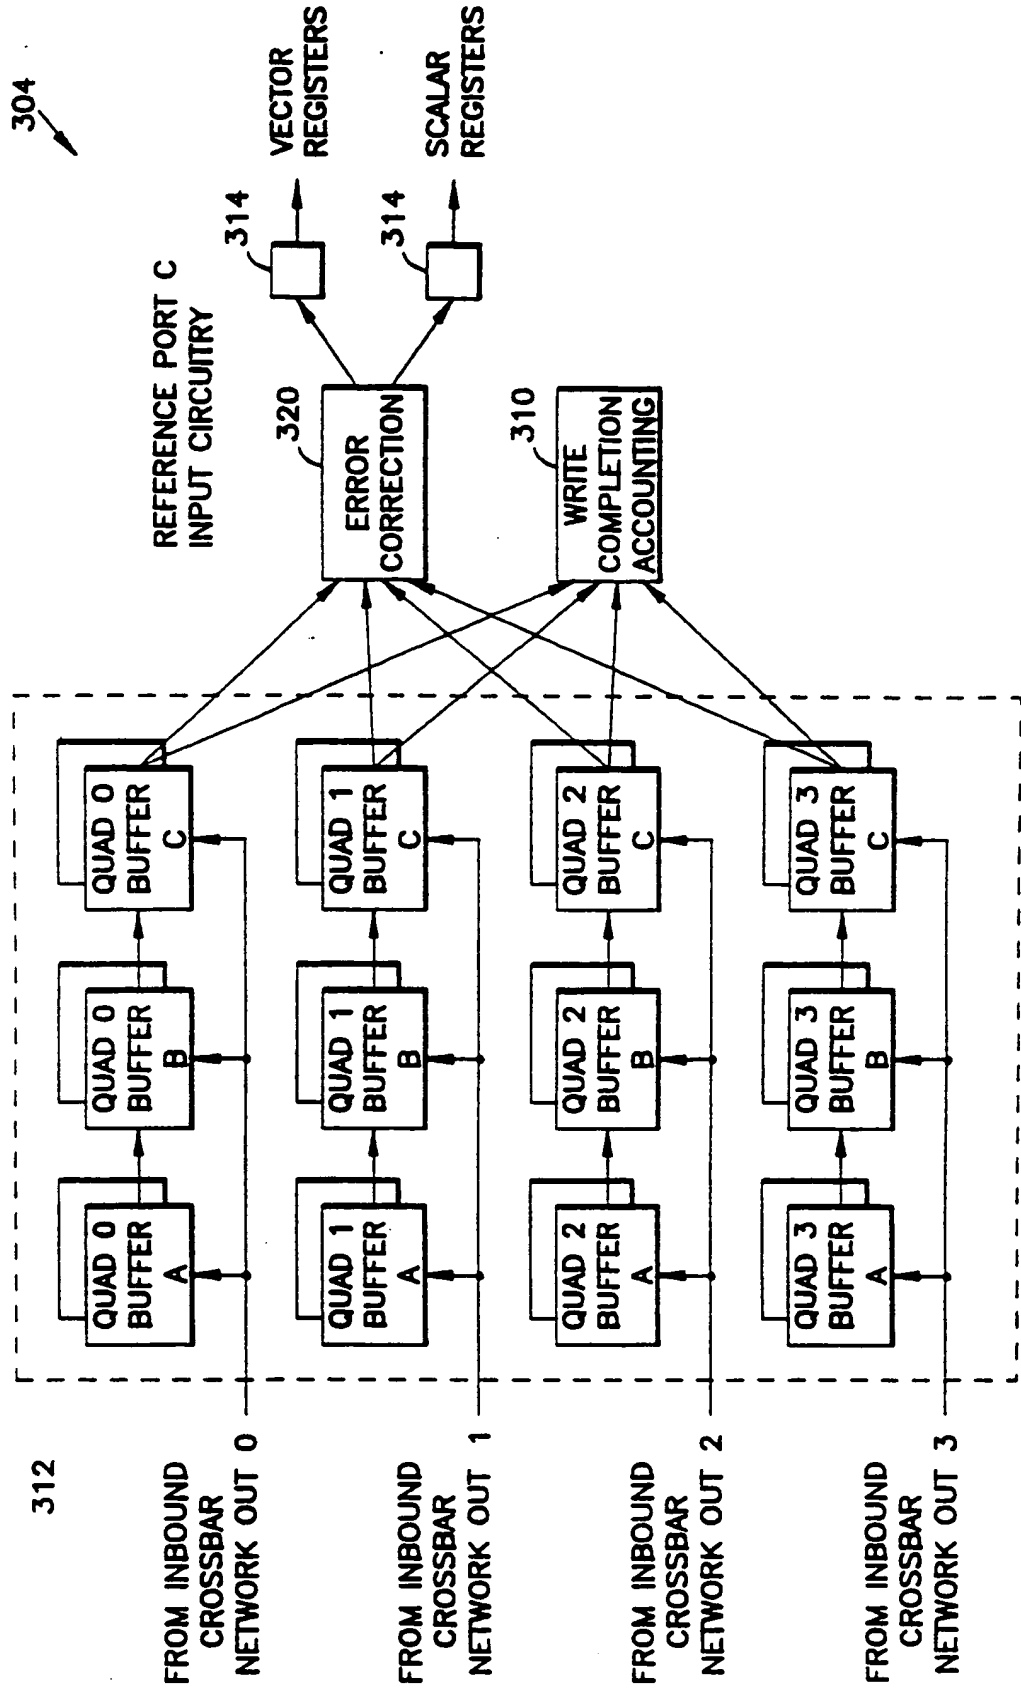 304
REFERENCE PORT C
INPUT CIRCUITRY
312
FROM INBOUND
CROSSBAR
NETWORK OUT 0
QUAD 0
BUFFER
A
QUAD 0
BUFFER
B
QUAD 0
BUFFER
C
FROM INBOUND
CROSSBAR
NETWORK OUT 1
QUAD 1
BUFFER
A
QUAD 1
BUFFER
B
QUAD 1
BUFFER
C
FROM INBOUND
CROSSBAR
NETWORK OUT 2
QUAD 2
BUFFER
A
QUAD 2
BUFFER
B
QUAD 2
BUFFER
C
FROM INBOUND
CROSSBAR
NETWORK OUT 3
QUAD 3
BUFFER
A
QUAD 3
BUFFER
B
QUAD 3
BUFFER
C
320
ERROR
CORRECTION
310
WRITE
COMPLETION
ACCOUNTING
314
VECTOR
REGISTERS
314
SCALAR
REGISTERS